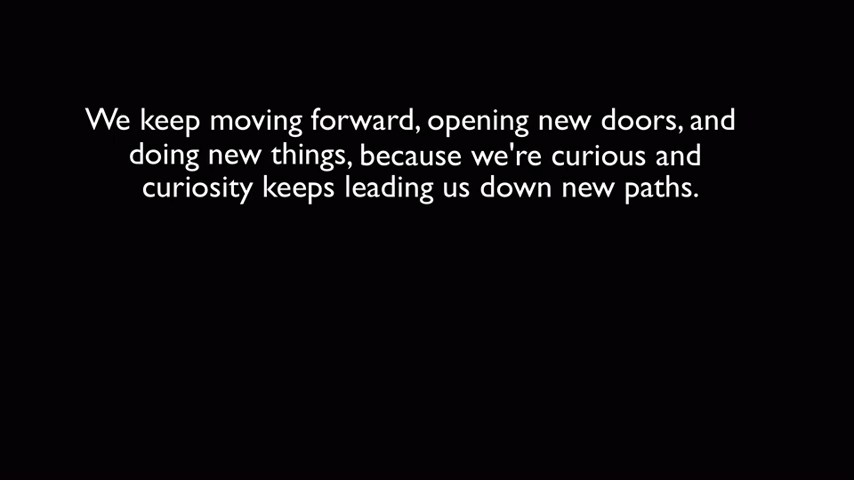 We keep moving forward, opening new doors, and
doing new things, because we're curious and
curiosity keeps leading us down new paths.